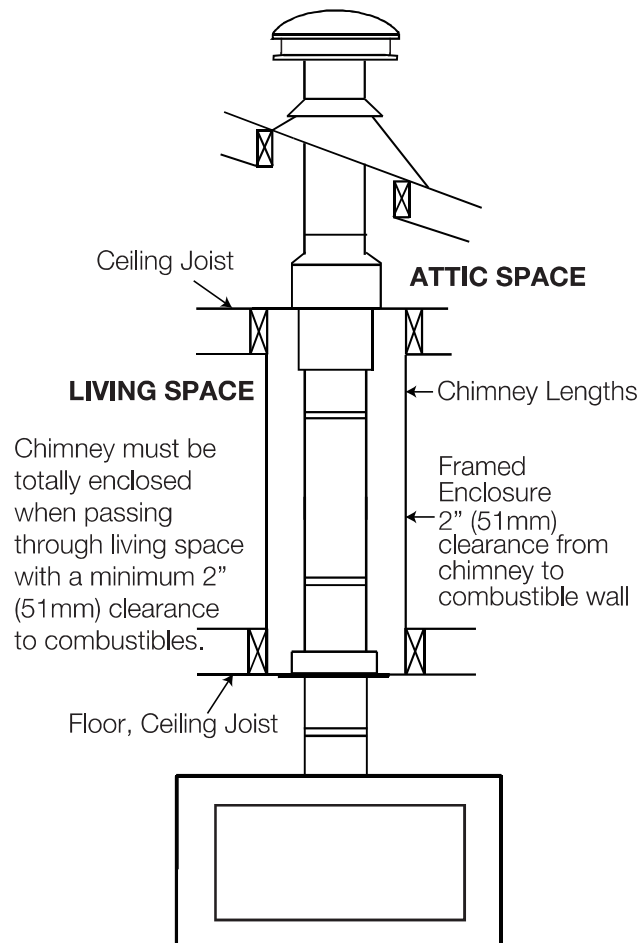 Ceiling Joist
ATTIC SPACE
LIVING SPACE
Chimney Lengths
Chimney must be
totally enclosed
when passing
through living space
with a minimum 2”
(51mm) clearance
to combustibles.
Framed
Enclosure
2” (51mm)
clearance from
chimney to
combustible wall
Floor, Ceiling Joist